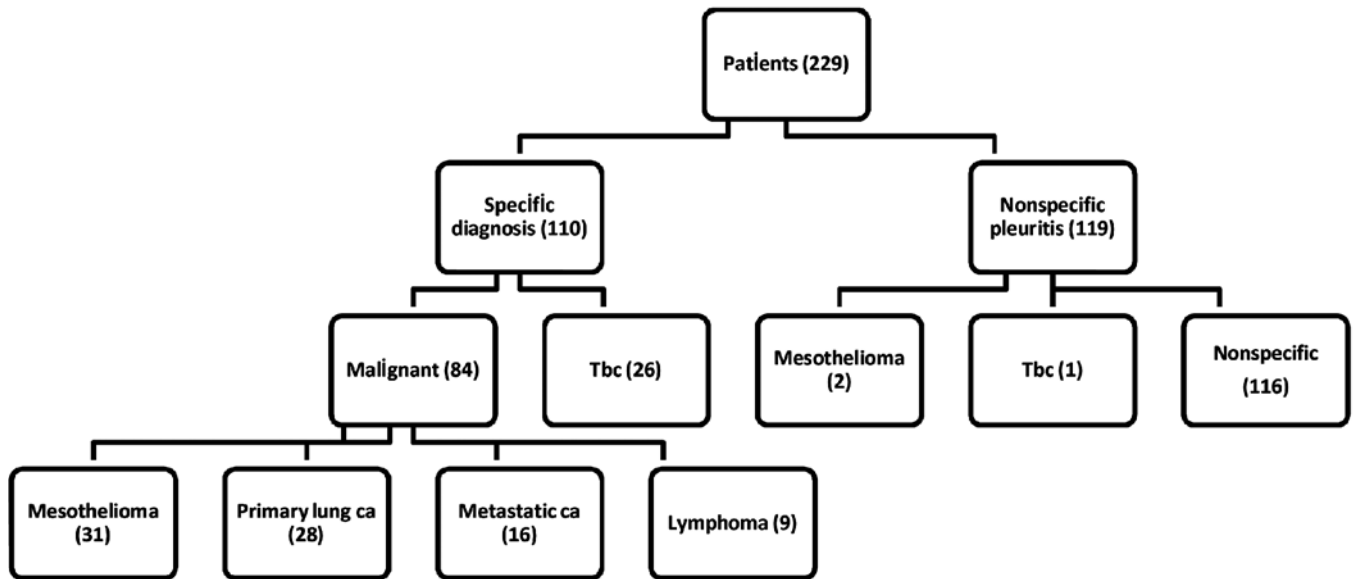 Patients (229)
Specific
diagnosis (110)
Nonspecific
pleuritis (119)
Malignant (84)
Tbc (26)
Mesothelioma
(2)
Tbc (1)
Nonspecific
(116)
Mesothelioma
(31)
Primary lung ca
(28)
Metastatic ca
(16)
Lymphoma (9)